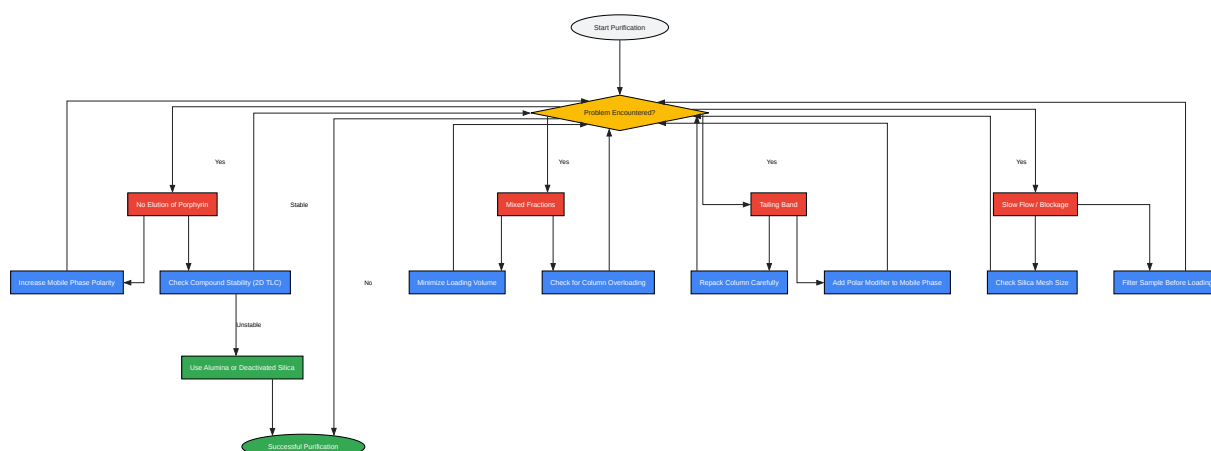 Start Purification
Problem Encountered?
Yes
Yes
Yes
Yes
No Elution of Porphyrin
Stable
Mixed Fractions
Tailing Band
Slow Flow / Blockage
Increase Mobile Phase Polarity
Check Compound Stability (2D TLC)
No
Minimize Loading Volume
Check for Column Overloading
Repack Column Carefully
Add Polar Modifier to Mobile Phase
Check Silica Mesh Size
Filter Sample Before Loading
Unstable
Use Alumina or Deactivated Silica
Successful Purification